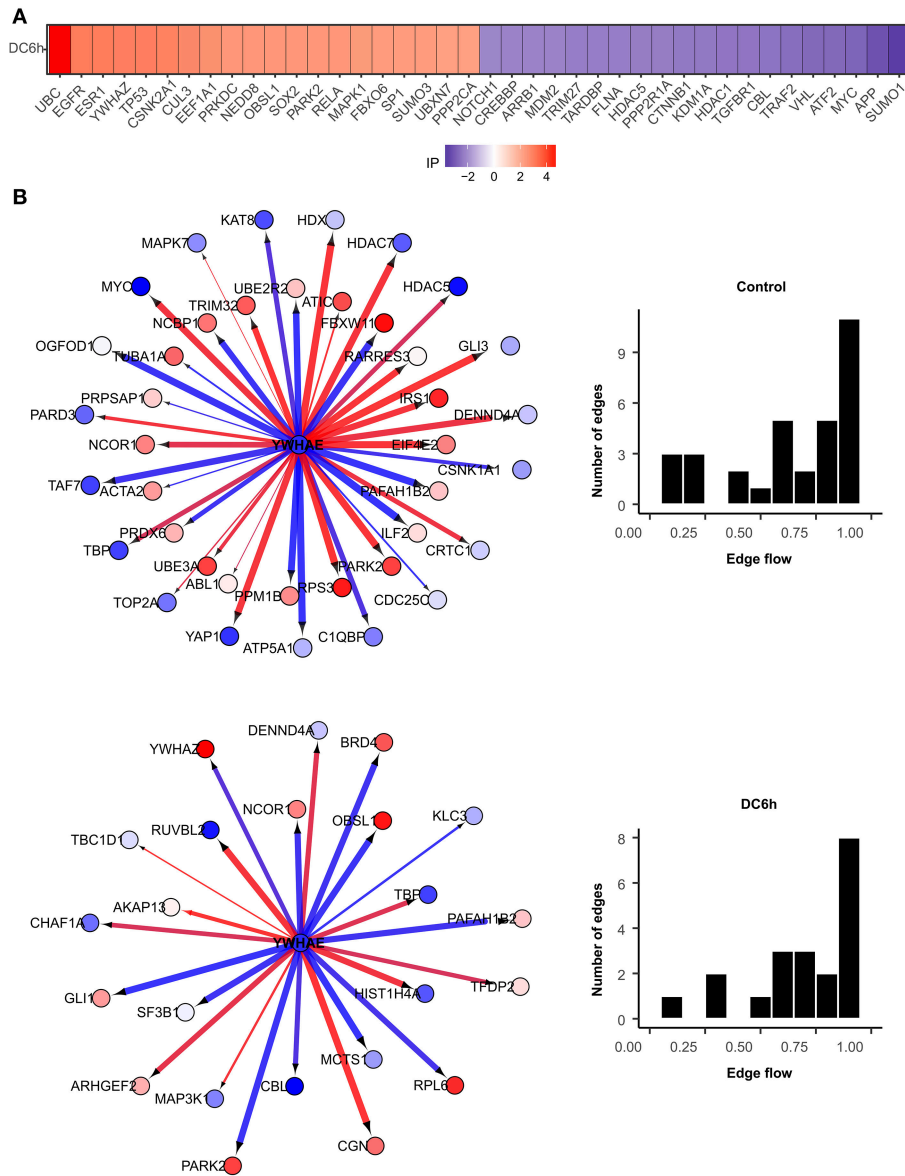 A
DC6h
UBC EGFR ESR1 YWHAZ TP53 CSNK2A1 CUL3 EEF1A1 PRKDC NEDD8 OBSL1 SOX2 PARK2 RELA MAPK1 FBXO6 SP1 SUMO3 UBXN7 PPP2CA NOTCH1 CREBBP ARRB1 MDM2 TRIM27 TARDBP FLNA HDAC5 PPP2R1A CTNNB1 KDM1A HDAC1 TGFBR1 CBL TRAF2 VHL ATF2 MYC APP SUMO1
IP
−2 0 2 4
B
KAT8 HDX
MAPK7 HDAC7
MYC UBE2R2 HDAC5
TRIM32 ATIC
NCBP1 FBXW11
OGFOD1 TUBA1A RARRES3 GLI3
PRPSAP1 IRS1
PARD3 DENND4A
NCOR1 YWHAE EIF4E2
CSNK1A1
TAF7 ACTA2 PAFAH1B2
PRDX6 ILF2
TBP CRTC1
UBE3A PARK2
ABL1 RPS3
PPM1B
TOP2A CDC25C
YAP1 C1QBP
ATP5A1
Control
Number of edges
9
6
3
0
0.00 0.25 0.50 0.75 1.00
Edge flow
DENND4A
YWHAZ BRD4
NCOR1 OBSL1 KLC3
RUVBL2
TBC1D1
TBP
AKAP13 PAFAH1B2
CHAF1A
YWHAE
TFDP2
GLI1 HIST1H4A
SF3B1
MCTS1
ARHGEF2 CBL RPL6
MAP3K1
CGN
PARK2
DC6h
Number of edges
8
6
4
2
0
0.00 0.25 0.50 0.75 1.00
Edge flow